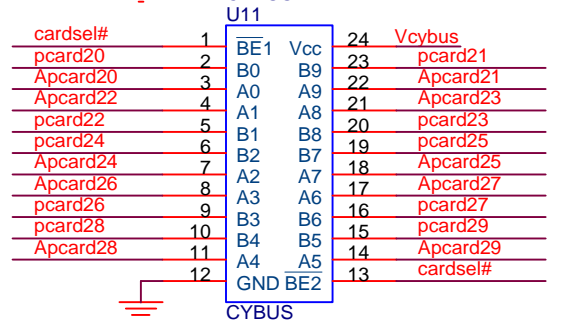 U11
cardsel# 1 BE1 Vcc 24 Vcybus
pcard20 2 B0 B9 23 pcard21
Apcard20 3 A0 A9 22 Apcard21
Apcard22 4 A1 A8 21 Apcard23
pcard22 5 B1 B8 20 pcard23
pcard24 6 B2 B7 19 pcard25
Apcard24 7 A2 A7 18 Apcard25
Apcard26 8 A3 A6 17 Apcard27
pcard26 9 B3 B6 16 pcard27
pcard28 10 B4 B5 15 pcard29
Apcard28 11 A4 A5 14 Apcard29
12 GND BE2 13 cardsel#
CYBUS